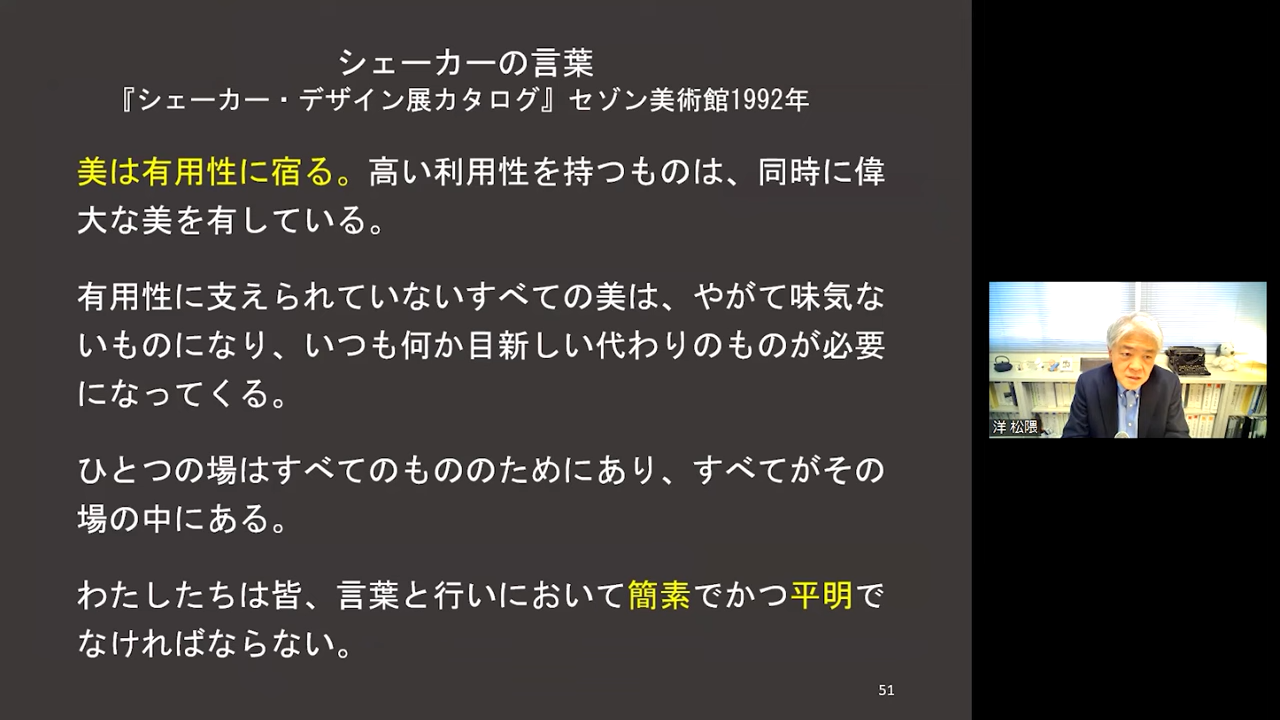 シェーカーの言葉
『シェーカー・デザイン展カタログ』セゾン美術館1992年
美は有用性に宿る。高い利用性を持つものは、同時に偉
大な美を有している。
有用性に支えられていないすべての美は、やがて味気な
いものになり、いつも何か目新しい代わりのものが必要
になってくる。
ひとつの場はすべてのもののためにあり、すべてがその
場の中にある。
わたしたちは皆、言葉と行いにおいて簡素でかつ平明で
なければならない。
51
洋 松隈